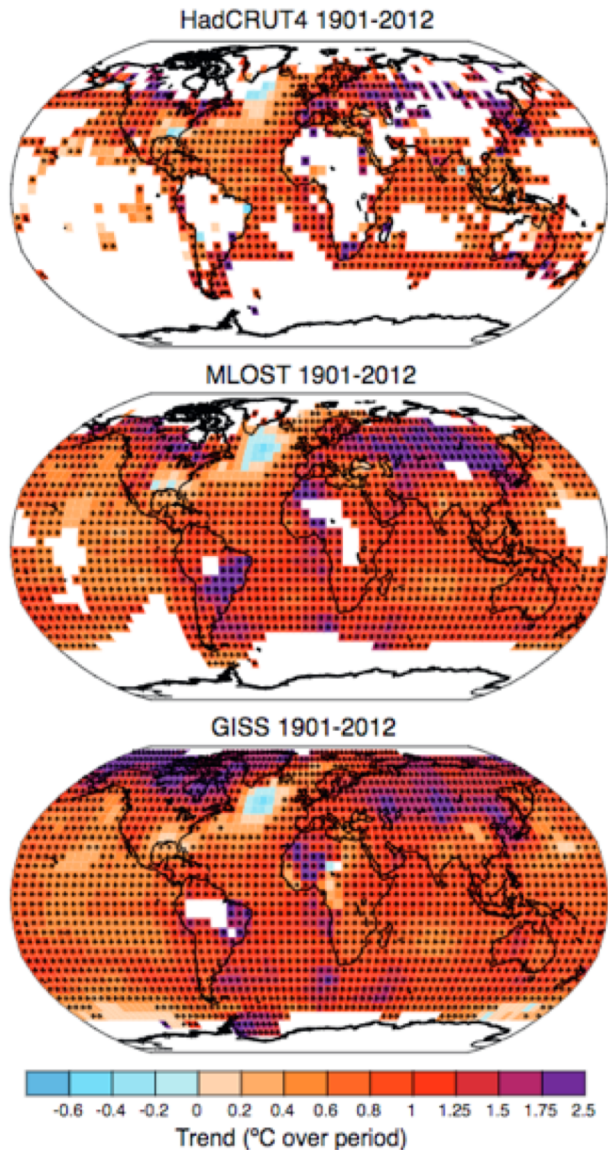 HadCRUT4 1901-2012
MLOST 1901-2012
GISS 1901-2012
-0.6 -0.4 -0.2 0 0.2 0.4 0.6 0.8 1 1.25 1.5 1.75 2.5
Trend (°C over period)